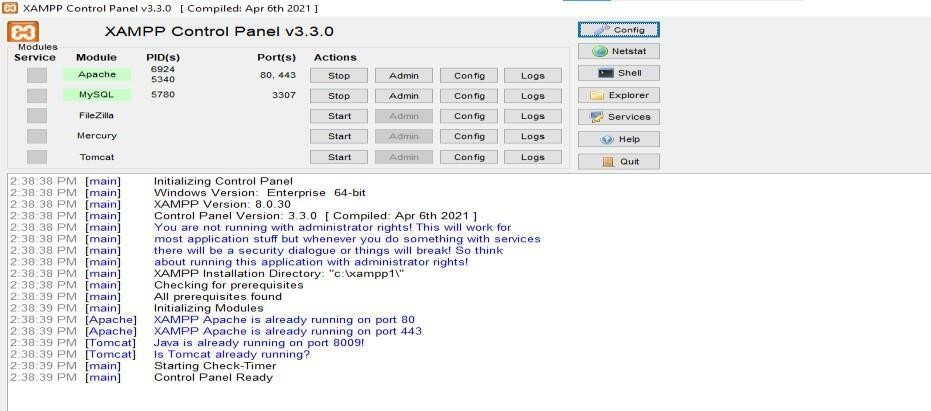 XAMPP Control Panel v3.3.0 [ Compiled: Apr 6th 2021 ]
XAMPP Control Panel v3.3.0
Config
Modules
Service Module PID(s) Port(s) Actions
Netstat
Apache 6924 5340 80, 443 Stop Admin Config Logs
Shell
MySQL 5780 3307 Stop Admin Config Logs
Explorer
FileZilla Start Admin Config Logs
Services
Mercury Start Admin Config Logs
Help
Tomcat Start Admin Config Logs
Quit
2:38:38 PM [main] Initializing Control Panel
2:38:38 PM [main] Windows Version: Enterprise 64-bit
2:38:38 PM [main] XAMPP Version: 8.0.30
2:38:38 PM [main] Control Panel Version: 3.3.0 [ Compiled: Apr 6th 2021 ]
2:38:38 PM [main] You are not running with administrator rights! This will work for
2:38:38 PM [main] most application stuff but whenever you do something with services
2:38:38 PM [main] there will be a security dialogue or things will break! So think
2:38:38 PM [main] about running this application with administrator rights!
2:38:38 PM [main] XAMPP Installation Directory: "c:\xampp1\"
2:38:38 PM [main] Checking for prerequisites
2:38:39 PM [main] All prerequisites found
2:38:39 PM [main] Initializing Modules
2:38:39 PM [Apache] XAMPP Apache is already running on port 80
2:38:39 PM [Apache] XAMPP Apache is already running on port 443
2:38:39 PM [Tomcat] Java is already running on port 8009!
2:38:39 PM [Tomcat] Is Tomcat already running?
2:38:39 PM [main] Starting Check-Timer
2:38:39 PM [main] Control Panel Ready